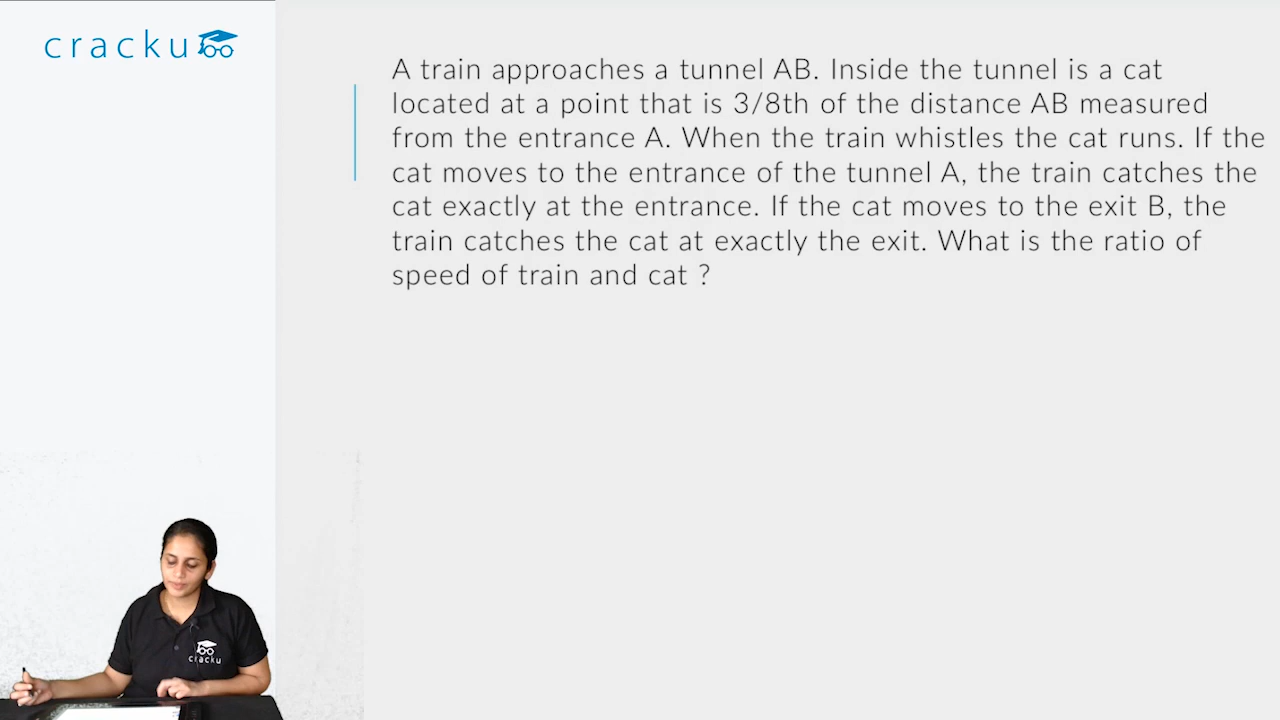 cracku
A train approaches a tunnel AB. Inside the tunnel is a cat
located at a point that is 3/8th of the distance AB measured
from the entrance A. When the train whistles the cat runs. If the
cat moves to the entrance of the tunnel A, the train catches the
cat exactly at the entrance. If the cat moves to the exit B, the
train catches the cat at exactly the exit. What is the ratio of
speed of train and cat ?
cracku